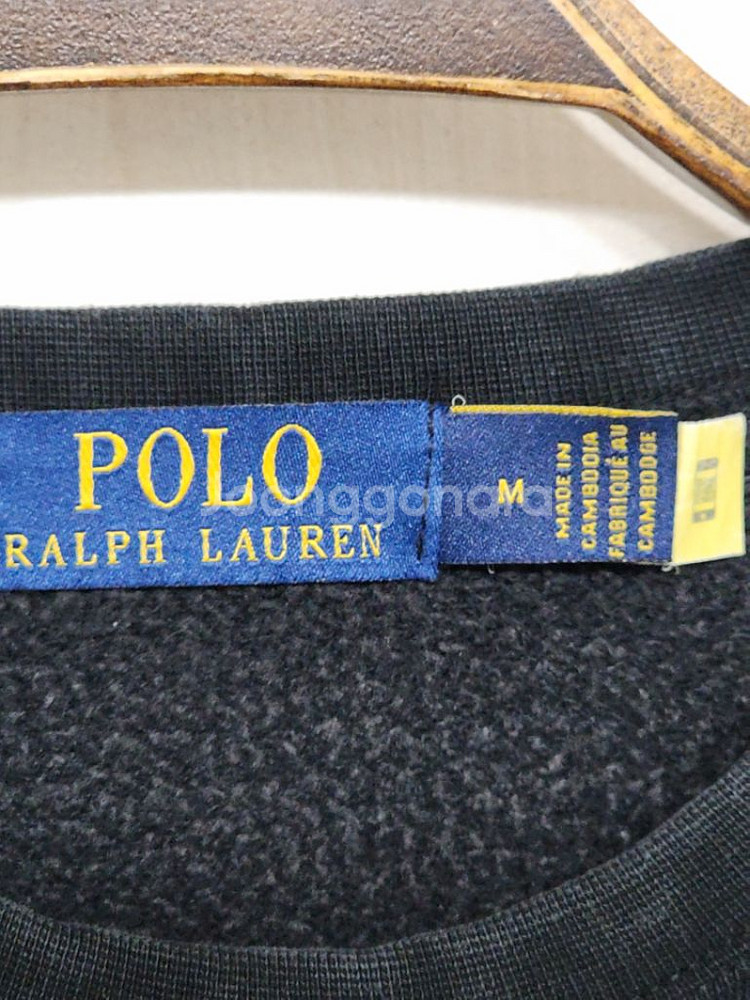 POLO
RALPH LAUREN
M
MADE IN
CAMBODIA
FABRIQUÉ AU
CAMBODGE